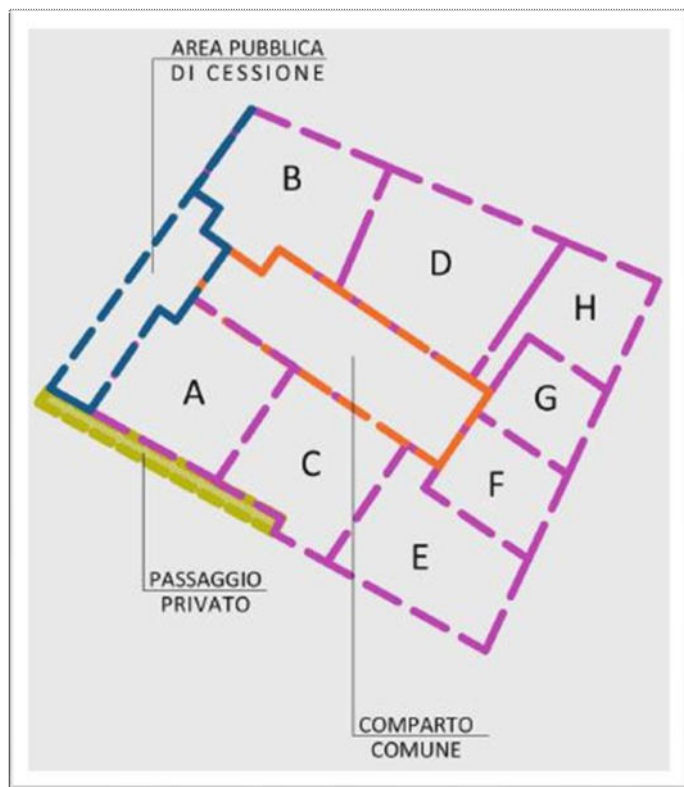 AREA PUBBLICA
DI CESSIONE
B
D
H
A
G
C
F
E
PASSAGGIO
PRIVATO
COMPARTO
COMUNE